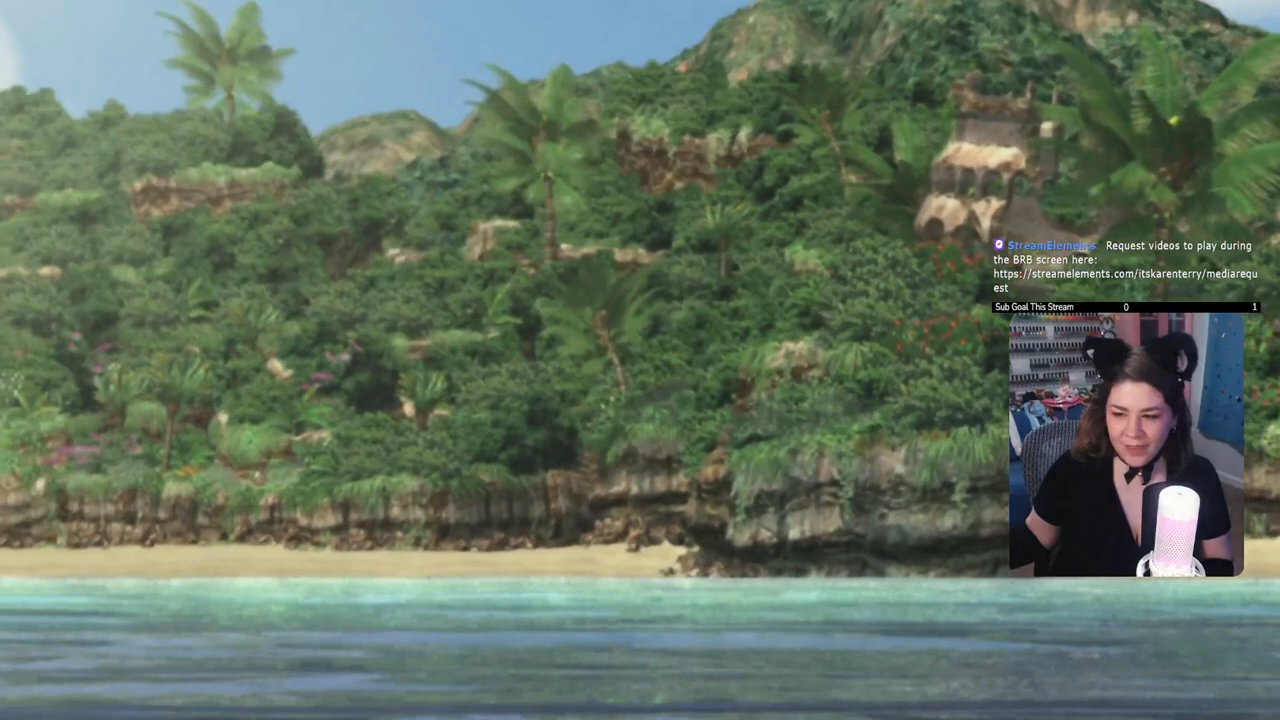 StreamElements: Request videos to play during
the BRB screen here:
https://streamelements.com/itskarenterry/mediarequ
est
Sub Goal This Stream 0 1